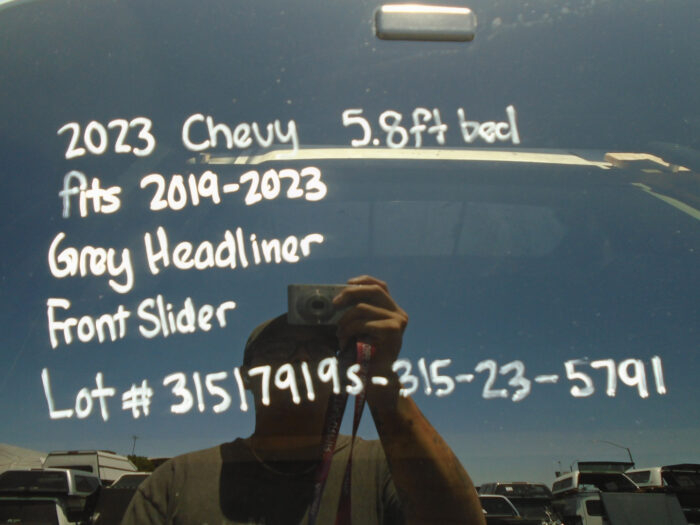 2023 Chevy 5.8ft bed
fits 2019-2023
Grey Headliner
Front Slider
Lot # 31517919s-315-23-5791